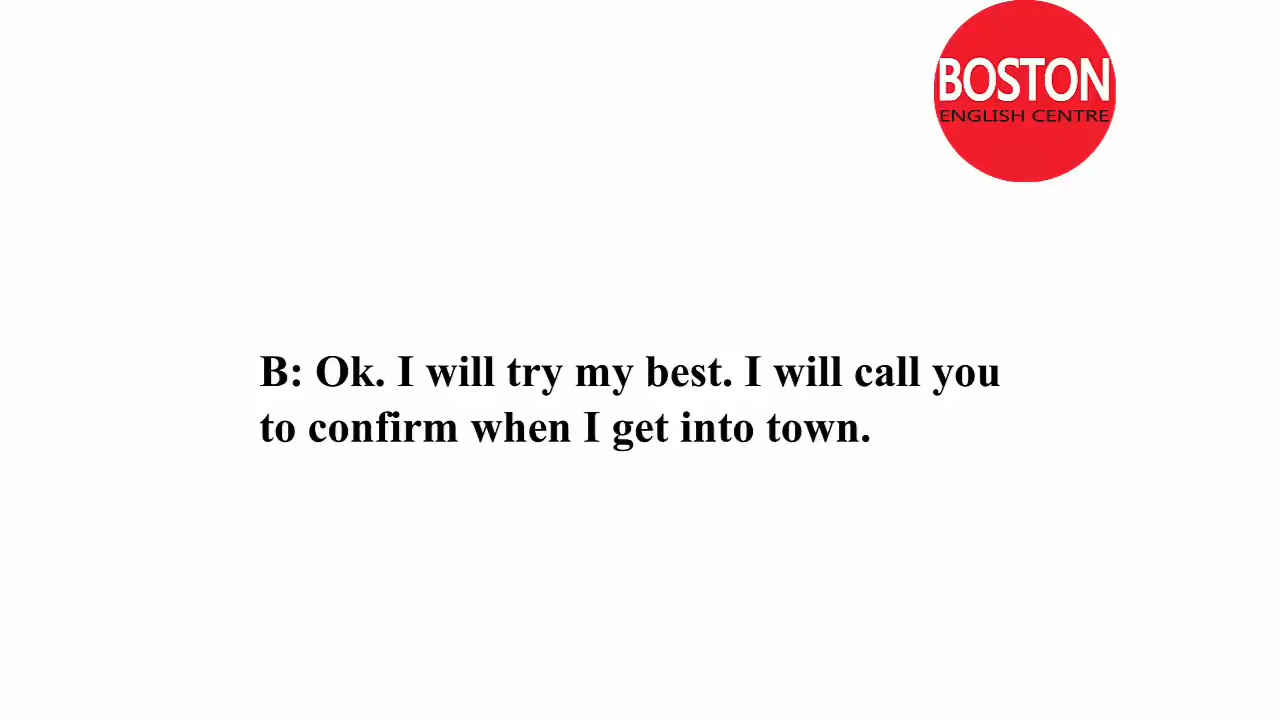 BOSTON
ENGLISH CENTRE
B: Ok. I will try my best. I will call you
to confirm when I get into town.